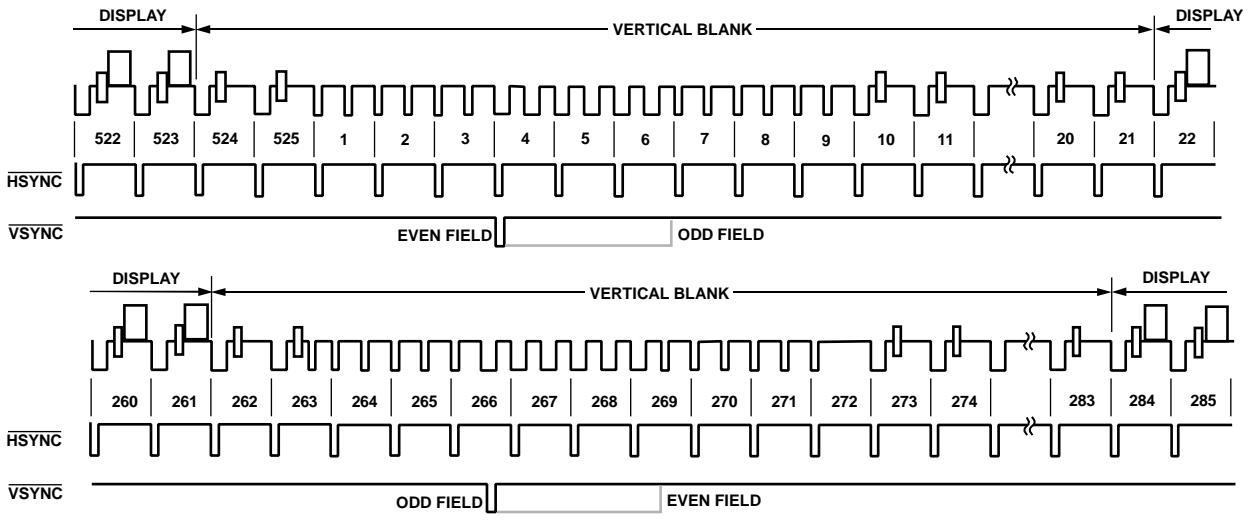 DISPLAY VERTICAL BLANK DISPLAY
522 523 524 525 1 2 3 4 5 6 7 8 9 10 11 20 21 22
HSYNC
VSYNC EVEN FIELD ODD FIELD
DISPLAY VERTICAL BLANK DISPLAY
260 261 262 263 264 265 266 267 268 269 270 271 272 273 274 283 284 285
HSYNC
VSYNC ODD FIELD EVEN FIELD